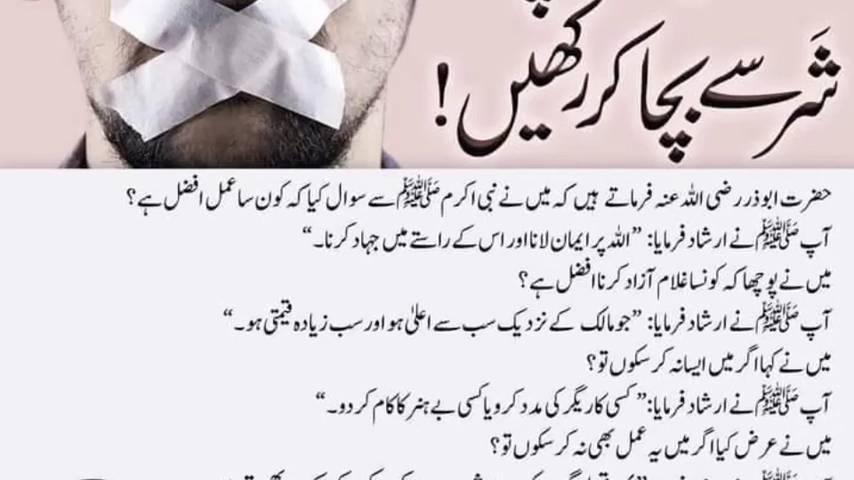 شر سے بچا کر رکھیں!
حضرت ابوذر رضی اللہ عنہ فرماتے ہیں کہ میں نے نبی اکرم ﷺ سے سوال کیا کہ کون سا عمل افضل ہے؟
آپ ﷺ نے ارشاد فرمایا: ”اللہ پر ایمان لانا اور اس کے راستے میں جہاد کرنا۔“
میں نے پوچھا کہ کونسا غلام آزاد کرنا افضل ہے؟
آپ ﷺ نے ارشاد فرمایا: ”جو مالک کے نزدیک سب سے اعلیٰ ہو اور سب زیادہ قیمتی ہو۔“
میں نے کہا اگر میں ایسا نہ کر سکوں تو؟
آپ ﷺ نے ارشاد فرمایا: ”کسی کاریگر کی مدد کرو یا کسی بے ہنر کا کام کر دو۔“
میں نے عرض کیا اگر میں یہ عمل بھی نہ کر سکوں تو؟